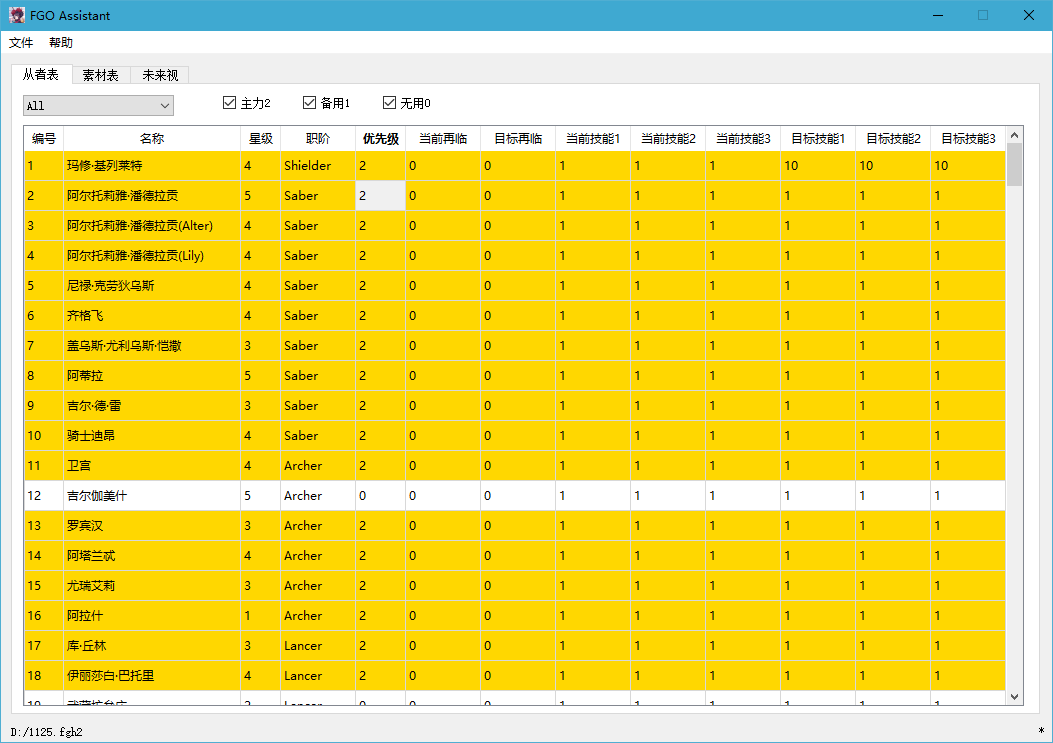 FGO Assistant
文件 帮助
从者表 素材表 未来视
All 主力2 备用1 无用0
编号 名称 星级 职阶 优先级 当前再临 目标再临 当前技能1 当前技能2 当前技能3 目标技能1 目标技能2 目标技能3
1 玛修·基列莱特 4 Shielder 2 0 0 1 1 1 10 10 10
2 阿尔托莉雅·潘德拉贡 5 Saber 2 0 0 1 1 1 1 1 1
3 阿尔托莉雅·潘德拉贡(Alter) 4 Saber 2 0 0 1 1 1 1 1 1
4 阿尔托莉雅·潘德拉贡(Lily) 4 Saber 2 0 0 1 1 1 1 1 1
5 尼禄·克劳狄乌斯 4 Saber 2 0 0 1 1 1 1 1 1
6 齐格飞 4 Saber 2 0 0 1 1 1 1 1 1
7 盖乌斯·尤利乌斯·恺撒 3 Saber 2 0 0 1 1 1 1 1 1
8 阿蒂拉 5 Saber 2 0 0 1 1 1 1 1 1
9 吉尔·德·雷 3 Saber 2 0 0 1 1 1 1 1 1
10 骑士迪昂 4 Saber 2 0 0 1 1 1 1 1 1
11 卫宫 4 Archer 2 0 0 1 1 1 1 1 1
12 吉尔伽美什 5 Archer 0 0 0 1 1 1 1 1 1
13 罗宾汉 3 Archer 2 0 0 1 1 1 1 1 1
14 阿塔兰忒 4 Archer 2 0 0 1 1 1 1 1 1
15 尤瑞艾莉 3 Archer 2 0 0 1 1 1 1 1 1
16 阿拉什 1 Archer 2 0 0 1 1 1 1 1 1
17 库·丘林 3 Lancer 2 0 0 1 1 1 1 1 1
18 伊丽莎白·巴托里 4 Lancer 2 0 0 1 1 1 1 1 1
D:/1125.fgh2 *